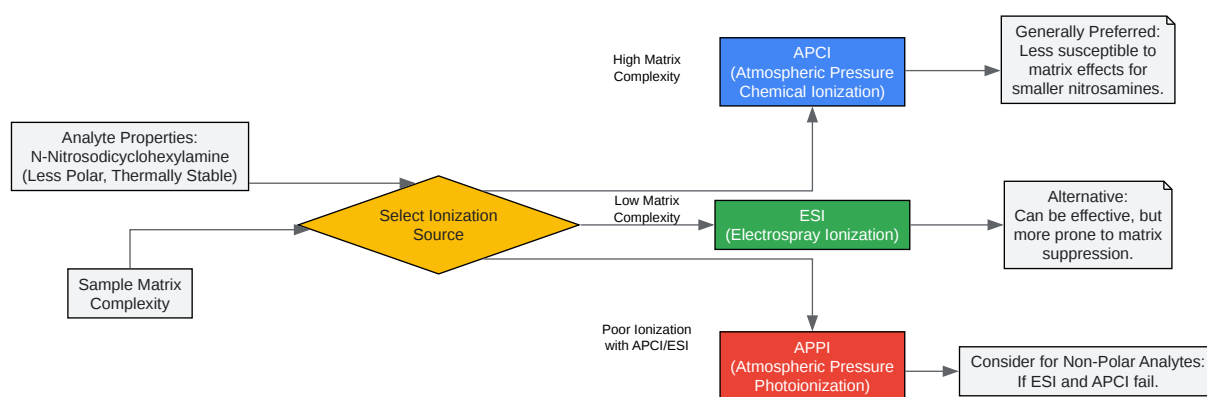 Analyte Properties:
N-Nitrosodicyclohexylamine
(Less Polar, Thermally Stable)
Sample Matrix
Complexity
Select Ionization
Source
High Matrix
Complexity
APCI
(Atmospheric Pressure
Chemical Ionization)
Generally Preferred:
Less susceptible to
matrix effects for
smaller nitrosamines.
Low Matrix
Complexity
ESI
(Electrospray Ionization)
Alternative:
Can be effective, but
more prone to matrix
suppression.
Poor Ionization
with APCI/ESI
APPI
(Atmospheric Pressure
Photoionization)
Consider for Non-Polar Analytes:
If ESI and APCI fail.